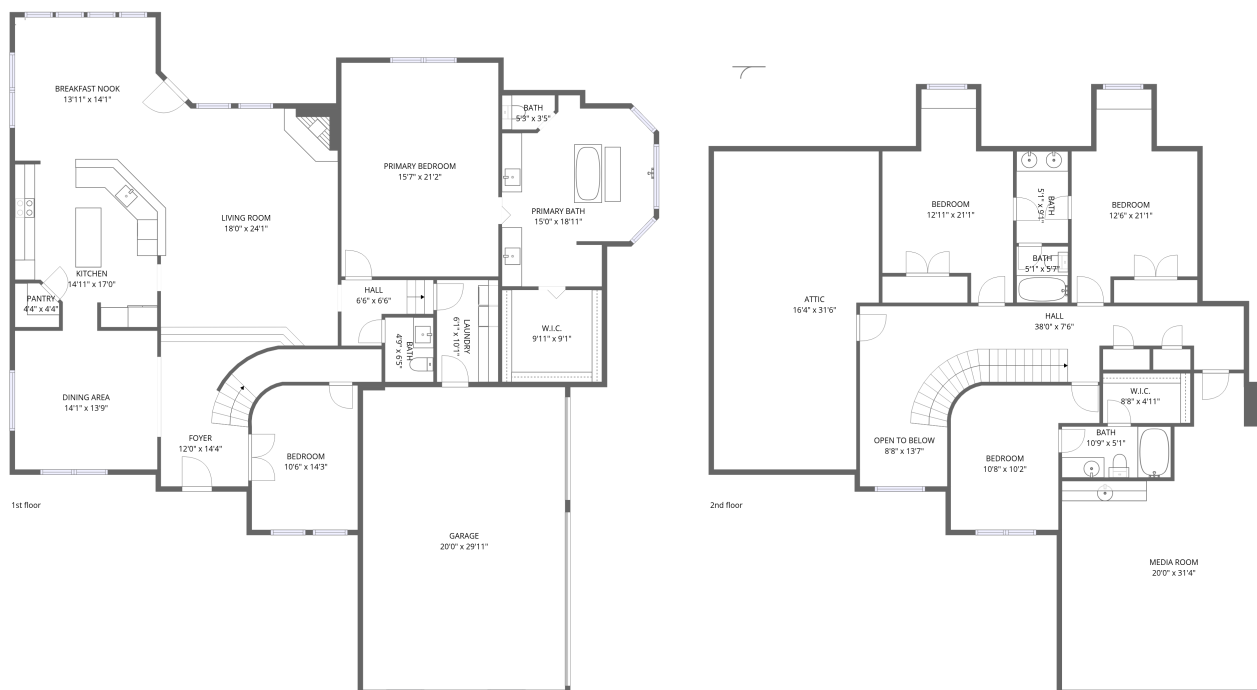 BREAKFAST NOOK
13'11" x 14'1"
BATH
5'3" x 3'5"
PRIMARY BEDROOM
15'7" x 21'2"
PRIMARY BATH
15'0" x 18'11"
LIVING ROOM
18'0" x 24'1"
KITCHEN
14'11" x 17'0"
PANTRY
4'4" x 4'4"
HALL
6'6" x 6'6"
LAUNDRY
6'1" x 10'1"
BATH
4'9" x 6'5"
W.I.C.
9'11" x 9'1"
DINING AREA
14'1" x 13'9"
FOYER
12'0" x 14'4"
BEDROOM
10'6" x 14'3"
GARAGE
20'0" x 29'11"
1st floor
BEDROOM
12'11" x 21'1"
BATH
5'1" x 9'1"
BEDROOM
12'6" x 21'1"
BATH
5'1" x 5'7"
ATTIC
16'4" x 31'6"
HALL
38'0" x 7'6"
W.I.C.
8'8" x 4'11"
OPEN TO BELOW
8'8" x 13'7"
BEDROOM
10'8" x 10'2"
BATH
10'9" x 5'1"
MEDIA ROOM
20'0" x 31'4"
2nd floor